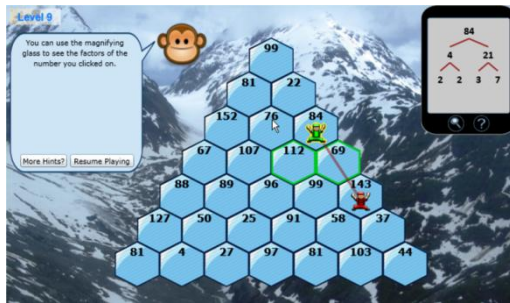 Level 9
You can use the magnifying
glass to see the factors of the
number you clicked on.
More Hints? Resume Playing
84
4 21
2 2 3 7
?
99
81 22
152 76 84
67 107 112 69
88 89 96 99 143
127 50 25 91 58 37
81 4 27 97 81 103 44